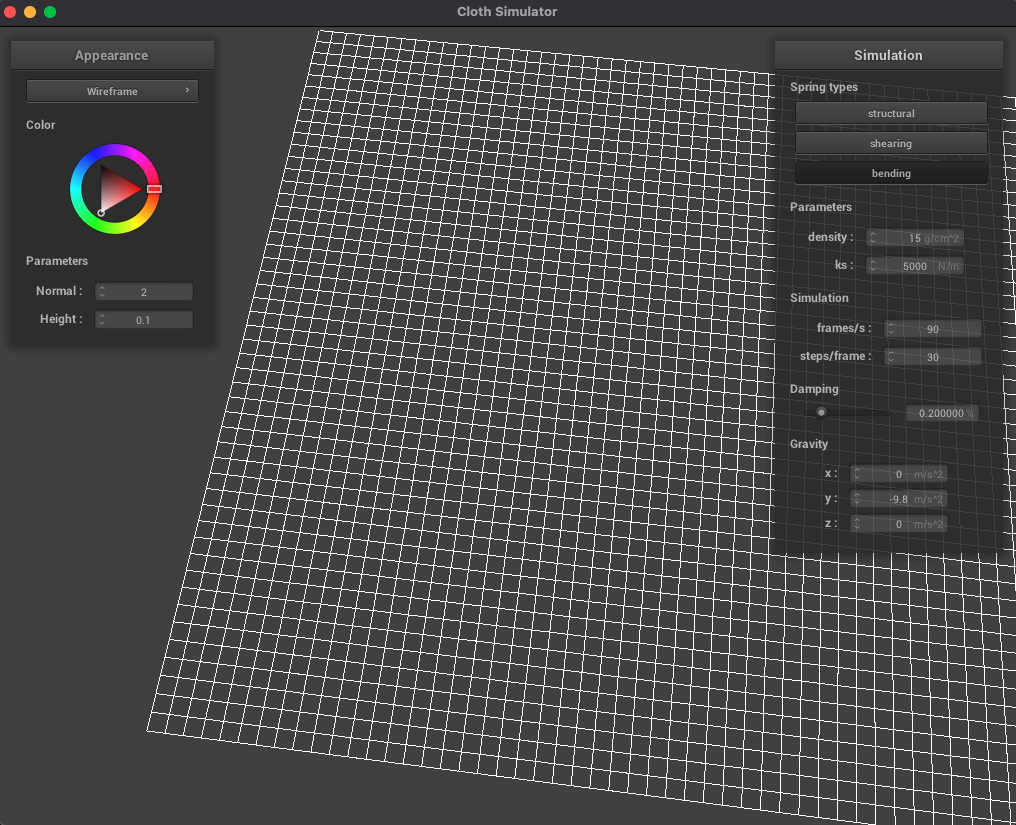 Cloth Simulator
Appearance
Wireframe
Color
Parameters
Normal : 2
Height : 0.1
Simulation
Spring types
structural
shearing
bending
Parameters
density : 15 g/cm^2
ks : 5000 N/m
Simulation
frames/s : 90
steps/frame : 30
Damping
0.200000 %
Gravity
x : 0 m/s^2
y : -9.8 m/s^2
z : 0 m/s^2